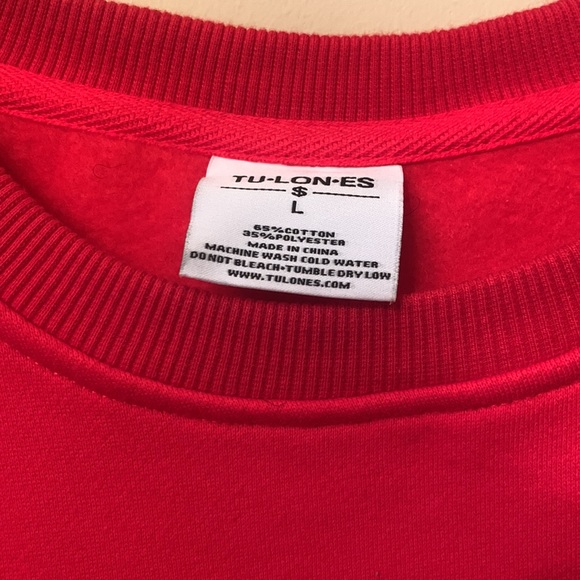 TU•LON•ES
$
L
65%COTTON
35%POLYESTER
MADE IN CHINA
MACHINE WASH COLD WATER
DO NOT BLEACH•TUMBLE DRY LOW
WWW.TULONES.COM